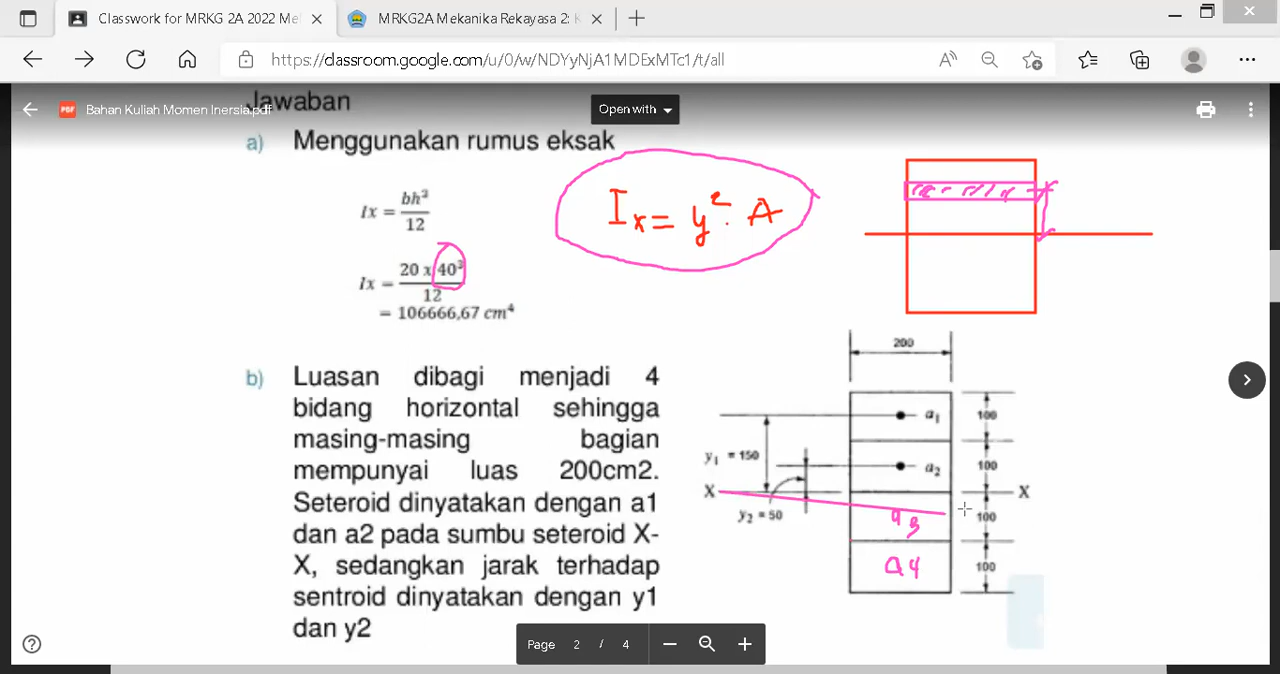 Classwork for MRKG 2A 2022 Me
MRKG2A Mekanika Rekayasa 2: K
https://classroom.google.com/u/0/w/NDYyNjA1MDExMTc1/t/all
Jawaban
Bahan Kuliah Momen Inersia.pdf
Open with
a) Menggunakan rumus eksak
Ix = bh³/12
Ix = 20 x 40³/12
= 106666,67 cm⁴
Ix = y². A
b) Luasan dibagi menjadi 4
bidang horizontal sehingga
masing-masing bagian
mempunyai luas 200cm2.
Seteroid dinyatakan dengan a1
dan a2 pada sumbu seteroid X-
X, sedangkan jarak terhadap
sentroid dinyatakan dengan y1
dan y2
200
a₁ 100
y₁ = 150
a₂ 100
X X
y₂ = 50
a3 100
a4 100
Page 2 / 4